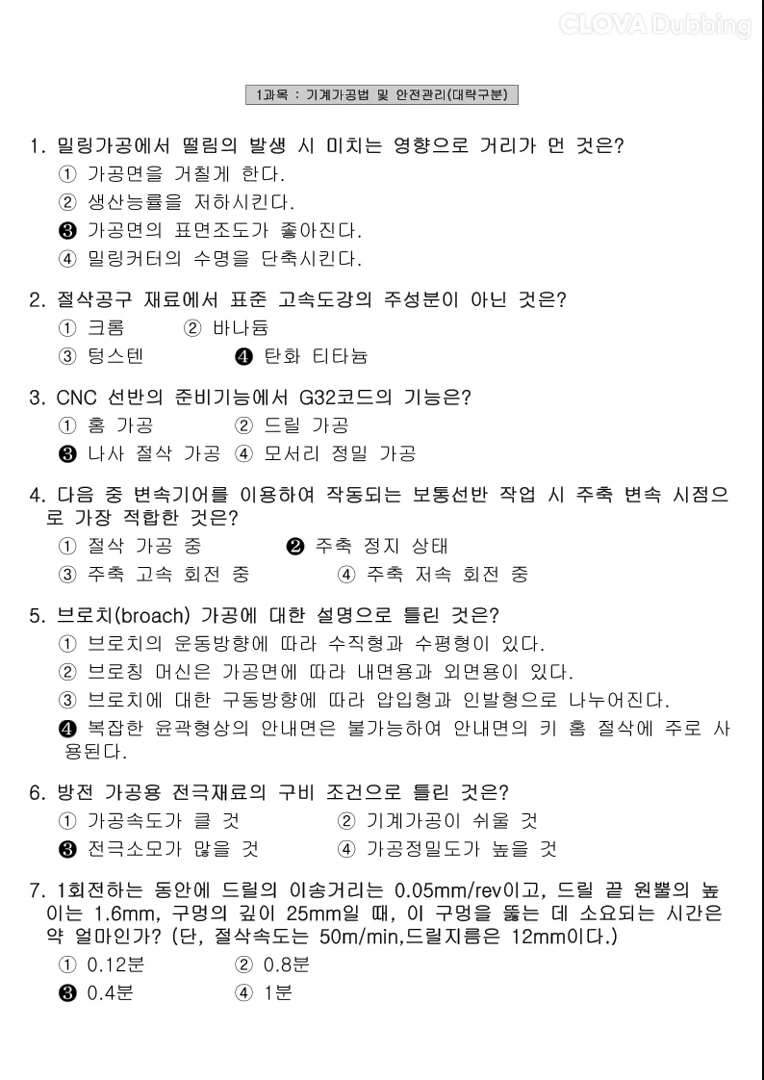 CLOVA Dubbing
1과목 : 기계가공법 및 안전관리(대략구분)
1. 밀링가공에서 떨림의 발생 시 미치는 영향으로 거리가 먼 것은?
① 가공면을 거칠게 한다.
② 생산능률을 저하시킨다.
❸ 가공면의 표면조도가 좋아진다.
④ 밀링커터의 수명을 단축시킨다.
2. 절삭공구 재료에서 표준 고속도강의 주성분이 아닌 것은?
① 크롬 ② 바나듐
③ 텅스텐 ❹ 탄화 티타늄
3. CNC 선반의 준비기능에서 G32코드의 기능은?
① 홈 가공 ② 드릴 가공
❸ 나사 절삭 가공 ④ 모서리 정밀 가공
4. 다음 중 변속기어를 이용하여 작동되는 보통선반 작업 시 주축 변속 시점으
로 가장 적합한 것은?
① 절삭 가공 중 ❷ 주축 정지 상태
③ 주축 고속 회전 중 ④ 주축 저속 회전 중
5. 브로치(broach) 가공에 대한 설명으로 틀린 것은?
① 브로치의 운동방향에 따라 수직형과 수평형이 있다.
② 브로칭 머신은 가공면에 따라 내면용과 외면용이 있다.
③ 브로치에 대한 구동방향에 따라 압입형과 인발형으로 나누어진다.
❹ 복잡한 윤곽형상의 안내면은 불가능하여 안내면의 키 홈 절삭에 주로 사
용된다.
6. 방전 가공용 전극재료의 구비 조건으로 틀린 것은?
① 가공속도가 클 것 ② 기계가공이 쉬울 것
❸ 전극소모가 많을 것 ④ 가공정밀도가 높을 것
7. 1회전하는 동안에 드릴의 이송거리는 0.05mm/rev이고, 드릴 끝 원뿔의 높
이는 1.6mm, 구멍의 깊이 25mm일 때, 이 구멍을 뚫는 데 소요되는 시간은
약 얼마인가? (단, 절삭속도는 50m/min,드릴지름은 12mm이다.)
① 0.12분 ② 0.8분
❸ 0.4분 ④ 1분